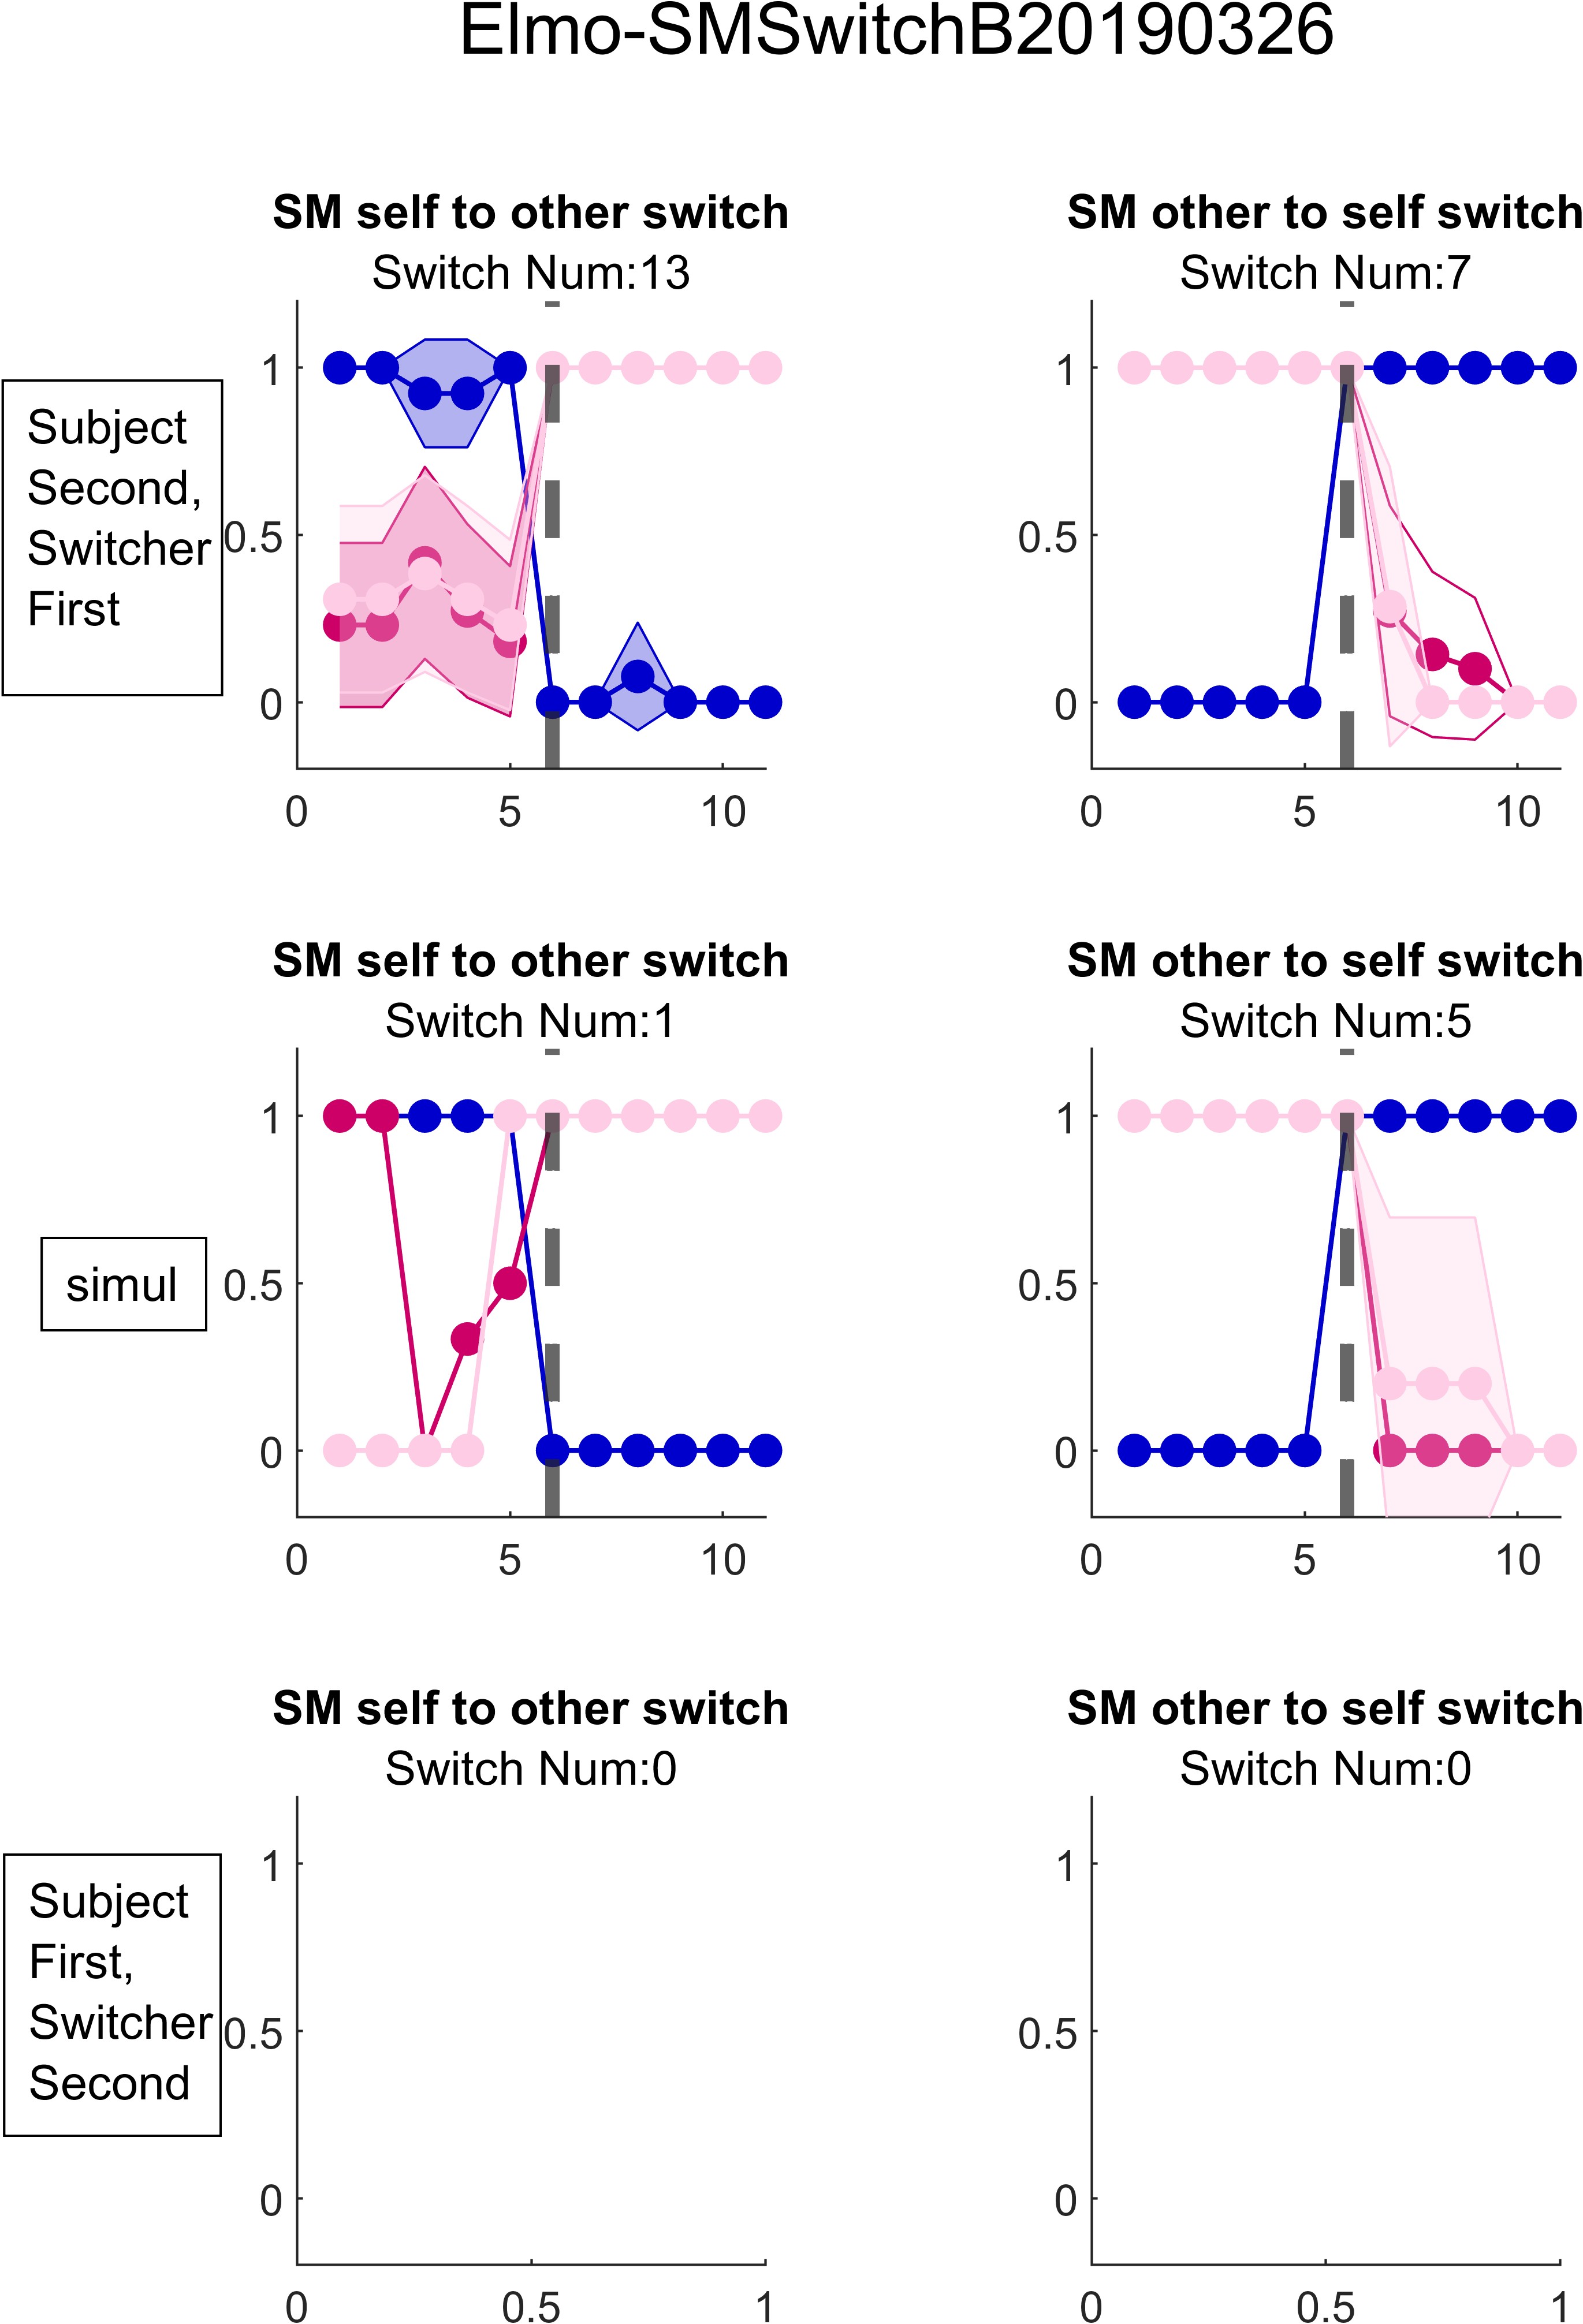 Elmo-SMSwitchB20190326
SM self to other switch
Switch Num:13
SM other to self switch
Switch Num:7
Subject
Second,
Switcher
First
1
0.5
0
0
5
10
1
0.5
0
0
5
10
SM self to other switch
Switch Num:1
SM other to self switch
Switch Num:5
simul
1
0.5
0
0
5
10
1
0.5
0
0
5
10
SM self to other switch
Switch Num:0
SM other to self switch
Switch Num:0
Subject
First,
Switcher
Second
1
0.5
0
0
0.5
1
1
0.5
0
0
0.5
1